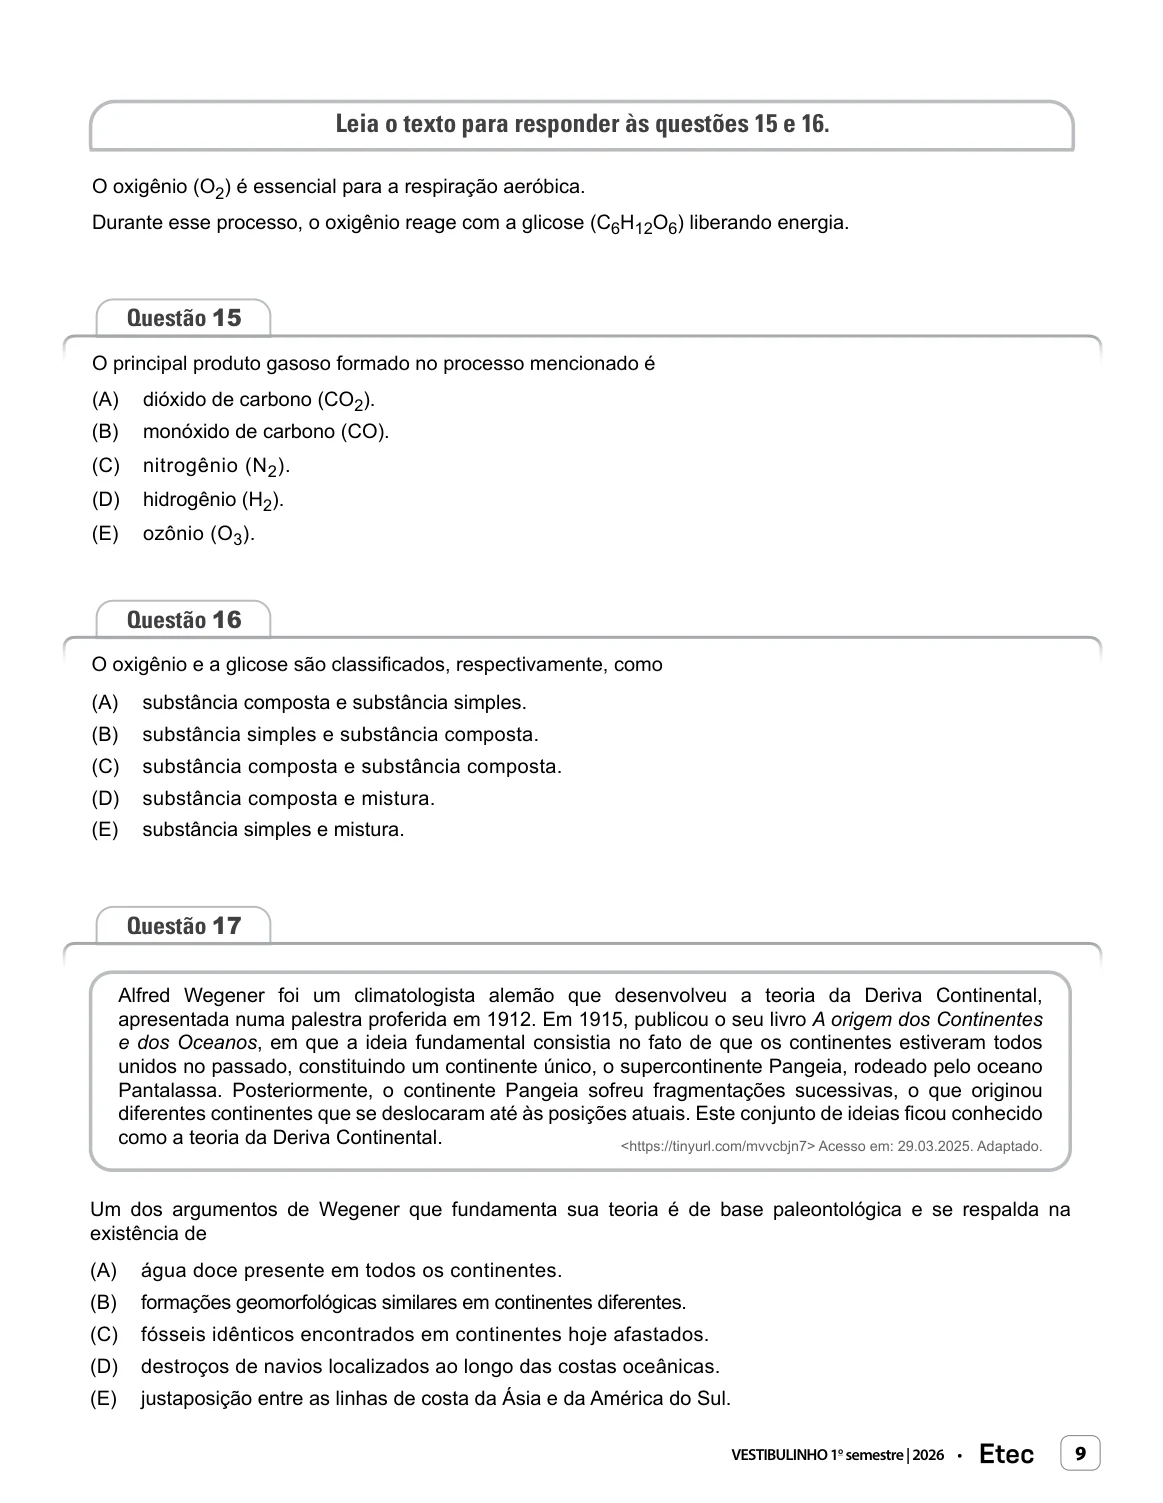 Leia o texto para responder às questões 15 e 16.
O oxigênio (O2) é essencial para a respiração aeróbica.
Durante esse processo, o oxigênio reage com a glicose (C6H12O6) liberando energia.
Questão 15
O principal produto gasoso formado no processo mencionado é
(A) dióxido de carbono (CO2).
(B) monóxido de carbono (CO).
(C) nitrogênio (N2).
(D) hidrogênio (H2).
(E) ozônio (O3).
Questão 16
O oxigênio e a glicose são classificados, respectivamente, como
(A) substância composta e substância simples.
(B) substância simples e substância composta.
(C) substância composta e substância composta.
(D) substância composta e mistura.
(E) substância simples e mistura.
Questão 17
Alfred Wegener foi um climatologista alemão que desenvolveu a teoria da Deriva Continental,
apresentada numa palestra proferida em 1912. Em 1915, publicou o seu livro A origem dos Continentes
e dos Oceanos, em que a ideia fundamental consistia no fato de que os continentes estiveram todos
unidos no passado, constituindo um continente único, o supercontinente Pangeia, rodeado pelo oceano
Pantalassa. Posteriormente, o continente Pangeia sofreu fragmentações sucessivas, o que originou
diferentes continentes que se deslocaram até às posições atuais. Este conjunto de ideias ficou conhecido
como a teoria da Deriva Continental.
<https://tinyurl.com/mvvcbjn7> Acesso em: 29.03.2025. Adaptado.
Um dos argumentos de Wegener que fundamenta sua teoria é de base paleontológica e se respalda na
existência de
(A) água doce presente em todos os continentes.
(B) formações geomorfológicas similares em continentes diferentes.
(C) fósseis idênticos encontrados em continentes hoje afastados.
(D) destroços de navios localizados ao longo das costas oceânicas.
(E) justaposição entre as linhas de costa da Ásia e da América do Sul.
VESTIBULINHO 1º semestre | 2026 • Etec 9